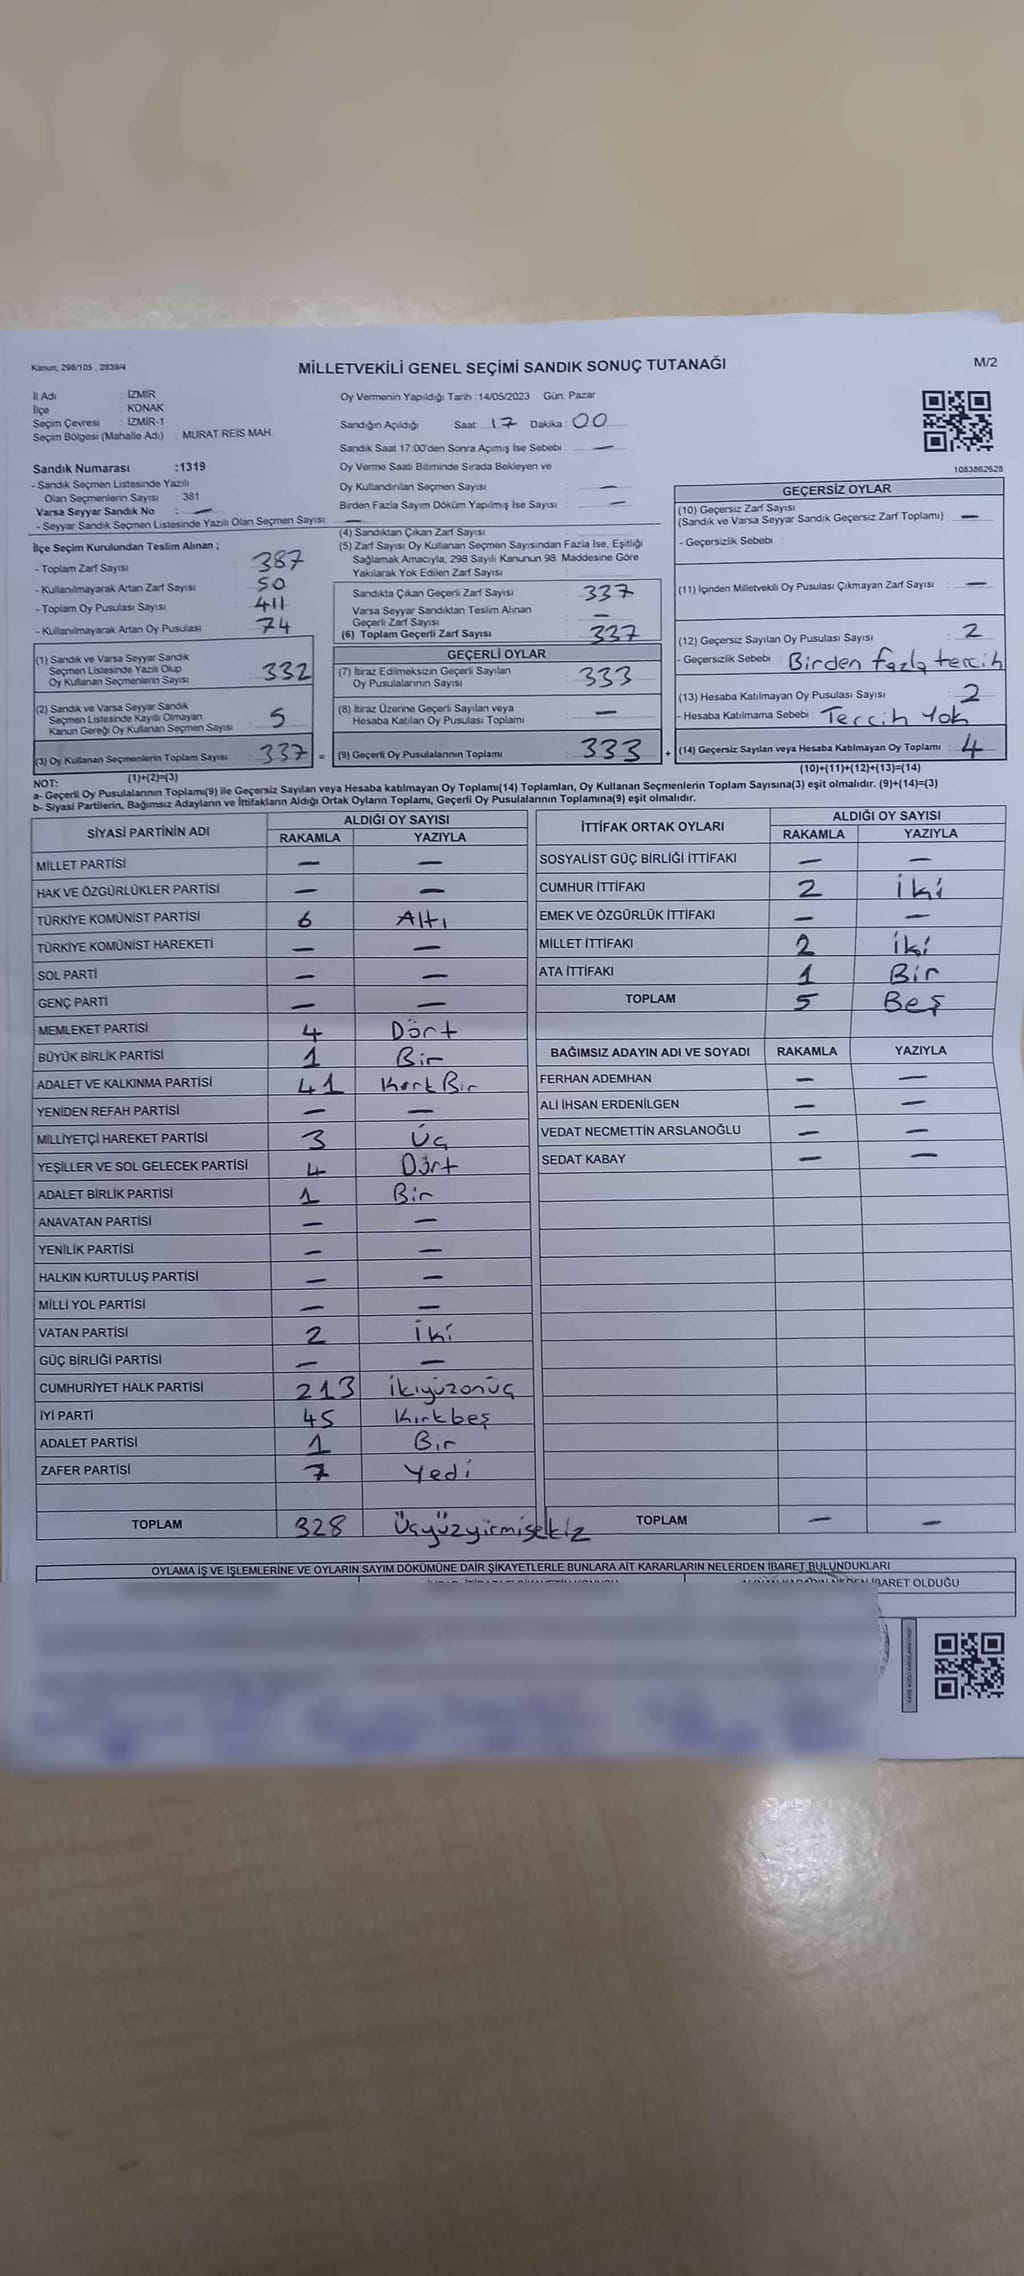 Kanun; 298/105 , 2839/4
MİLLETVEKİLİ GENEL SEÇİMİ SANDIK SONUÇ TUTANAĞI
M/2
İl Adı : İZMİR
İlçe : KONAK
Seçim Çevresi : İZMİR-1
Seçim Bölgesi (Mahalle Adı) : MURAT REİS MAH.
Oy Vermenin Yapıldığı Tarih :14/05/2023 Gün: Pazar
Sandığın Açıldığı Saat: 17 Dakika: 00
Sandık Saat 17:00'den Sonra Açımış İse Sebebi : —
Oy Verme Saati Bitiminde Sırada Bekleyen ve
Oy Kullandırılan Seçmen Sayısı : —
Birden Fazla Sayım Döküm Yapılmış İse Sayısı : —
1083862628
Sandık Numarası :1319
- Sandık Seçmen Listesinde Yazılı
Olan Seçmenlerin Sayısı : 381
Varsa Seyyar Sandık No : —
- Seyyar Sandık Seçmen Listesinde Yazılı Olan Seçmen Sayısı: —
İlçe Seçim Kurulundan Teslim Alınan ;
- Toplam Zarf Sayısı : 387
- Kullanılmayarak Artan Zarf Sayısı : 50
- Toplam Oy Pusulası Sayısı : 411
- Kullanılmayarak Artan Oy Pusulası : 74
(1) Sandık ve Varsa Seyyar Sandık
Seçmen Listesinde Yazılı Olup
Oy Kullanan Seçmenlerin Sayısı : 332
(2) Sandık ve Varsa Seyyar Sandık
Seçmen Listesinde Kayıtlı Olmayan
Kanun Gereği Oy Kullanan Seçmen Sayısı : 5
(3) Oy Kullanan Seçmenlerin Toplam Sayısı : 337 =
(1)+(2)=(3)
(4) Sandıktan Çıkan Zarf Sayısı :
(5) Zarf Sayısı Oy Kullanan Seçmen Sayısından Fazla İse, Eşitliği
Sağlamak Amacıyla; 298 Sayılı Kanunun 98. Maddesine Göre
Yakılarak Yok Edilen Zarf Sayısı :
Sandıkta Çıkan Geçerli Zarf Sayısı : 337
Varsa Seyyar Sandıktan Teslim Alınan
Geçerli Zarf Sayısı : —
(6) Toplam Geçerli Zarf Sayısı : 337
GEÇERLİ OYLAR
(7) İtiraz Edilmeksizin Geçerli Sayılan
Oy Pusulalarının Sayısı : 333
(8) İtiraz Üzerine Geçerli Sayılan veya
Hesaba Katılan Oy Pusulası Toplamı : —
(9) Geçerli Oy Pusulalarının Toplamı : 333 +
GEÇERSİZ OYLAR
(10) Geçersiz Zarf Sayısı
(Sandık ve Varsa Seyyar Sandık Geçersiz Zarf Toplamı) : —
- Geçersizlik Sebebi :
(11) İçinden Milletvekili Oy Pusulası Çıkmayan Zarf Sayısı : —
(12) Geçersiz Sayılan Oy Pusulası Sayısı : 2
- Geçersizlik Sebebi : Birden fazla tercih
(13) Hesaba Katılmayan Oy Pusulası Sayısı : 2
- Hesaba Katılmama Sebebi : Tercih Yok
(14) Geçersiz Sayılan veya Hesaba Katılmayan Oy Toplamı : 4
(10)+(11)+(12)+(13)=(14)
NOT:
a- Geçerli Oy Pusulalarının Toplamı(9) ile Geçersiz Sayılan veya Hesaba katılmayan Oy Toplamı(14) Toplamları, Oy Kullanan Seçmenlerin Toplam Sayısına(3) eşit olmalıdır. (9)+(14)=(3)
b- Siyasi Partilerin, Bağımsız Adayların ve İttifakların Aldığı Ortak Oyların Toplamı, Geçerli Oy Pusulalarının Toplamına(9) eşit olmalıdır.
SİYASİ PARTİNİN ADI ALDIĞI OY SAYISI
RAKAMLA YAZIYLA
MİLLET PARTİSİ — —
HAK VE ÖZGÜRLÜKLER PARTİSİ — —
TÜRKİYE KOMÜNİST PARTİSİ 6 Altı
TÜRKİYE KOMÜNİST HAREKETİ — —
SOL PARTİ — —
GENÇ PARTİ — —
MEMLEKET PARTİSİ 4 Dört
BÜYÜK BİRLİK PARTİSİ 1 Bir
ADALET VE KALKINMA PARTİSİ 41 Kırk Bir
YENİDEN REFAH PARTİSİ — —
MİLLİYETÇİ HAREKET PARTİSİ 3 Üç
YEŞİLLER VE SOL GELECEK PARTİSİ 4 Dört
ADALET BİRLİK PARTİSİ 1 Bir
ANAVATAN PARTİSİ — —
YENİLİK PARTİSİ — —
HALKIN KURTULUŞ PARTİSİ — —
MİLLİ YOL PARTİSİ — —
VATAN PARTİSİ 2 İki
GÜÇ BİRLİĞİ PARTİSİ — —
CUMHURİYET HALK PARTİSİ 213 İkiyüzonüç
İYİ PARTİ 45 Kırkbeş
ADALET PARTİSİ 1 Bir
ZAFER PARTİSİ 7 Yedi
TOPLAM 328 Üçyüzyirmisekiz
İTTİFAK ORTAK OYLARI ALDIĞI OY SAYISI
RAKAMLA YAZIYLA
SOSYALİST GÜÇ BİRLİĞİ İTTİFAKI — —
CUMHUR İTTİFAKI 2 İki
EMEK VE ÖZGÜRLÜK İTTİFAKI — —
MİLLET İTTİFAKI 2 İki
ATA İTTİFAKI 1 Bir
TOPLAM 5 Beş
BAĞIMSIZ ADAYIN ADI VE SOYADI RAKAMLA YAZIYLA
FERHAN ADEMHAN — —
ALİ İHSAN ERDENİLGEN — —
VEDAT NECMETTİN ARSLANOĞLU — —
SEDAT KABAY — —
TOPLAM — —
OYLAMA İŞ VE İŞLEMLERİNE VE OYLARIN SAYIM DÖKÜMÜNE DAİR ŞİKAYETLERLE BUNLARA AİT KARARLARIN NELERDEN İBARET BULUNDUKLARI
İBARET OLDUĞU